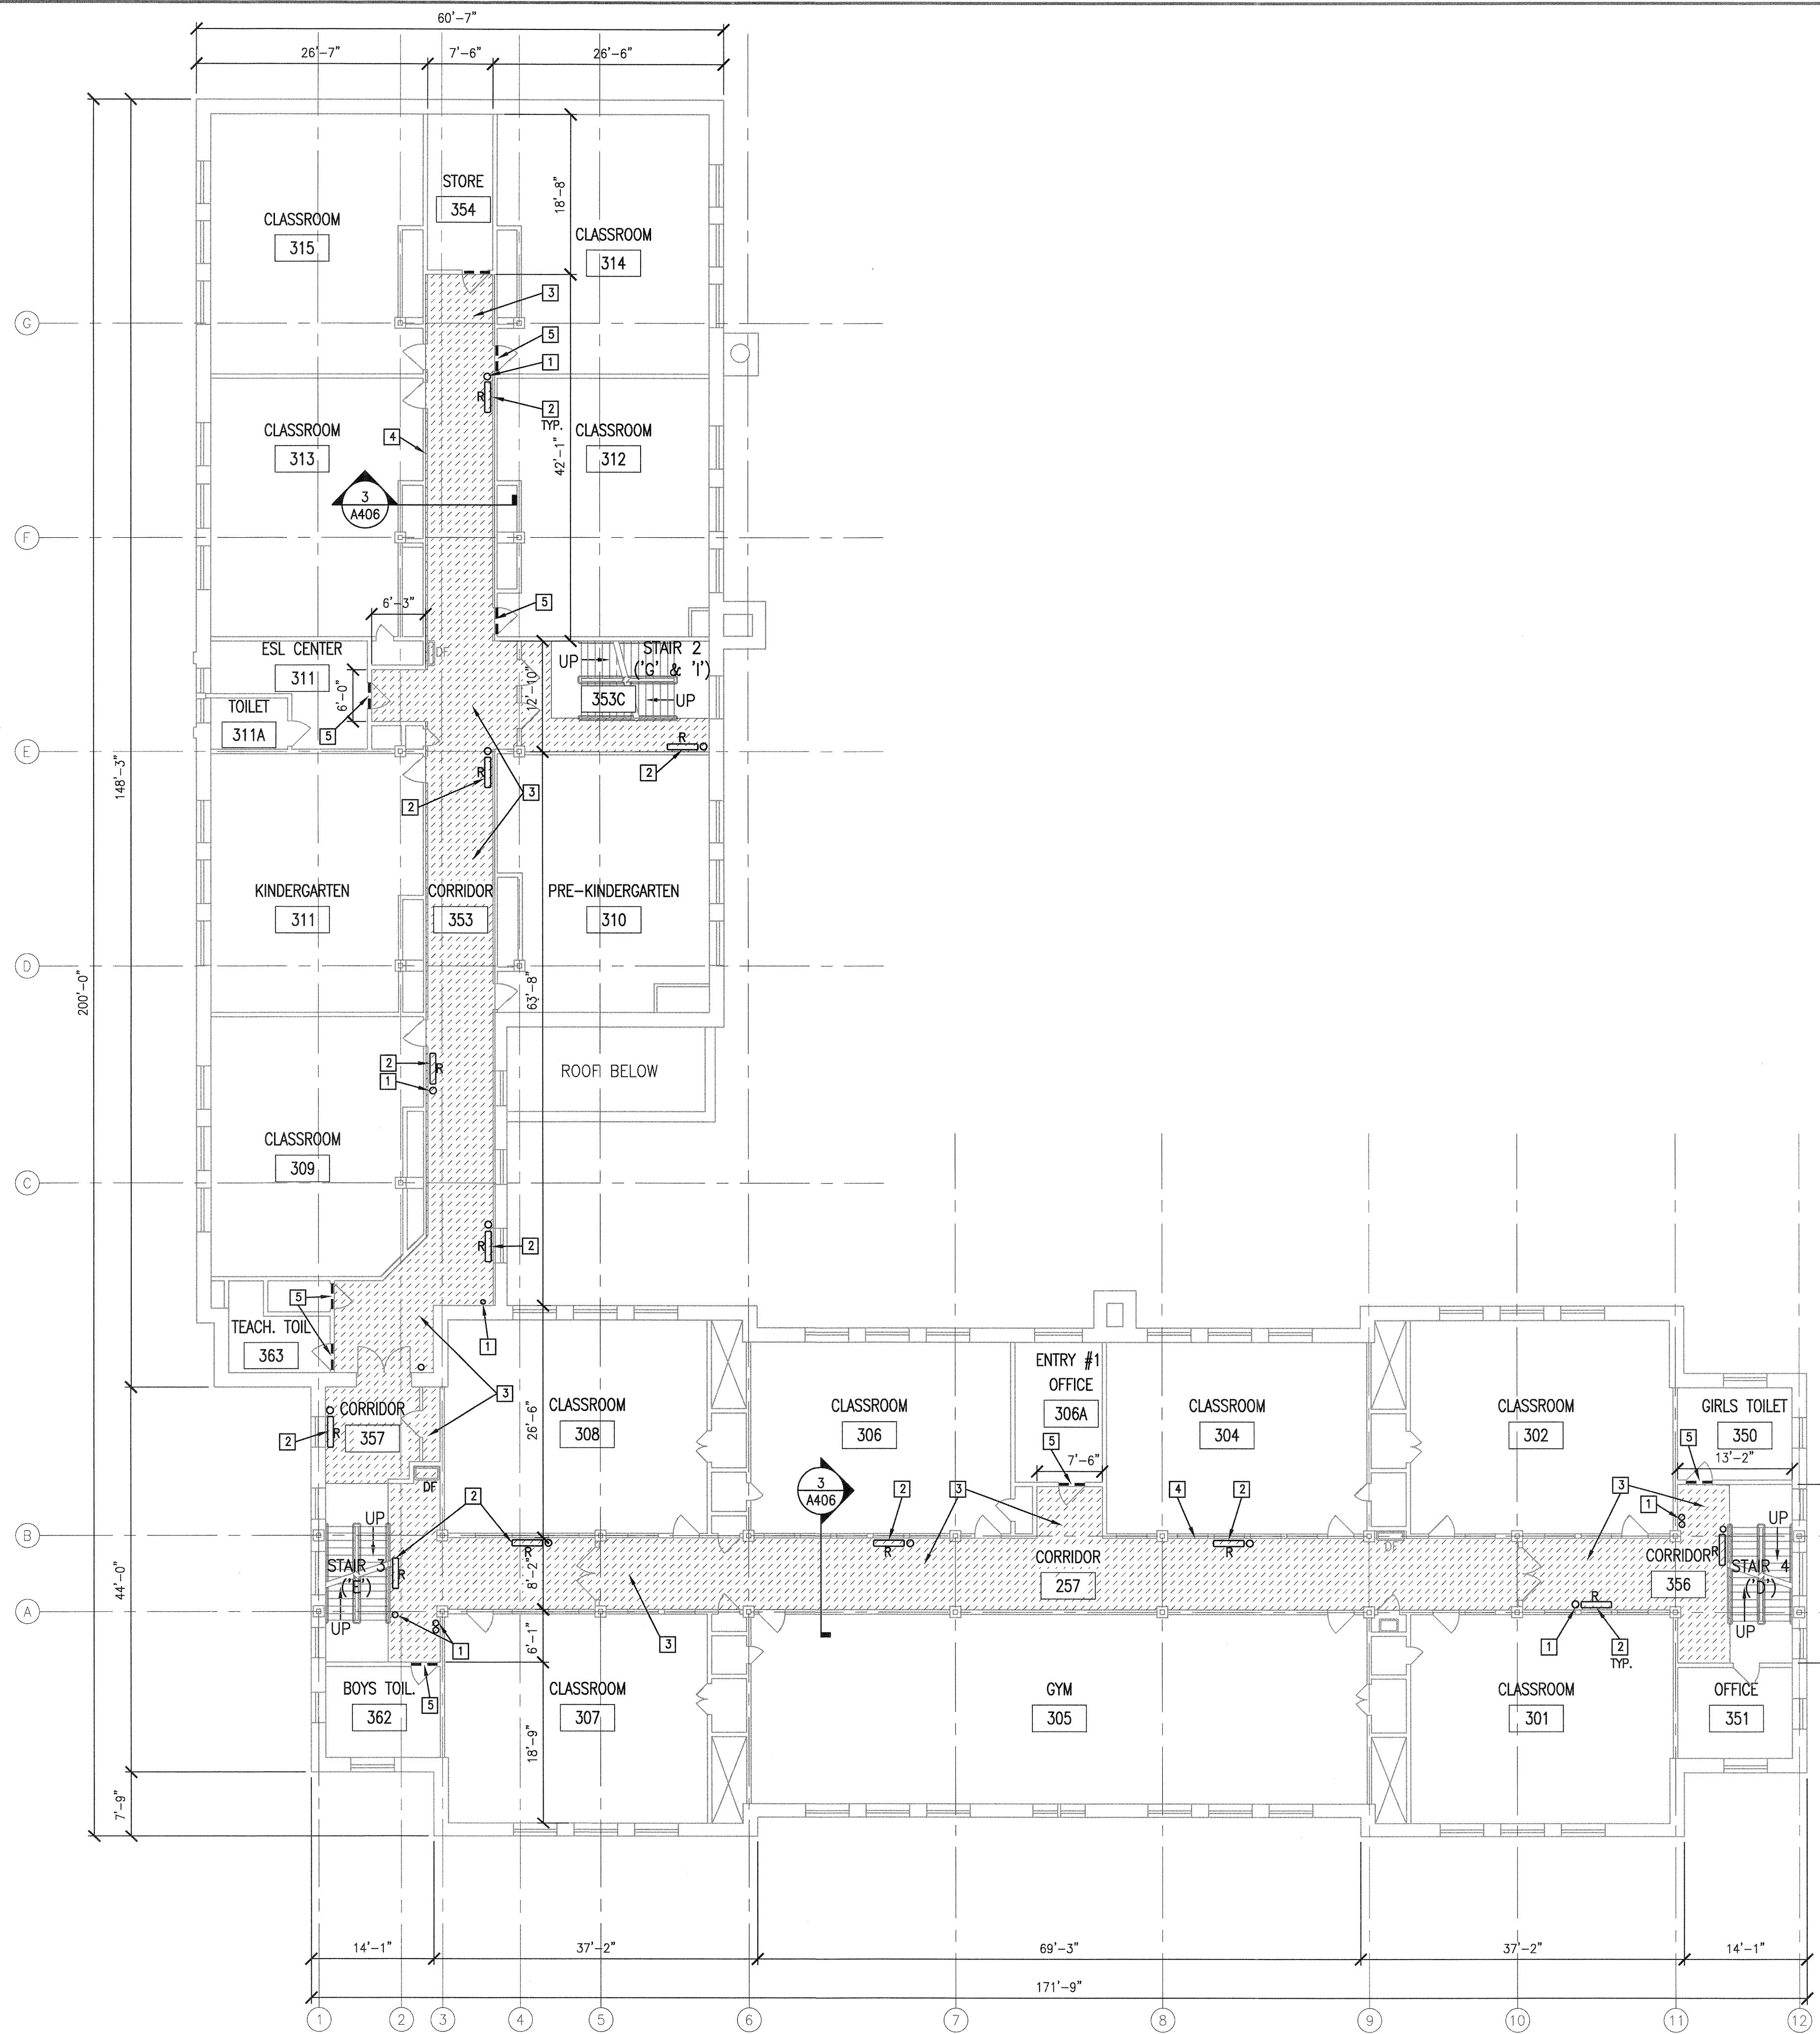 60'-7"
26'-7"
7'-6"
26'-6"
STORE
354
18'-8"
CLASSROOM
315
CLASSROOM
314
3
G
5
1
R
2
TYP.
CLASSROOM
313
4
CLASSROOM
312
42'-1"
3
A406
F
6'-3"
5
ESL CENTER
311
DF
UP
STAIR 2
('G' & 'I')
353C
UP
12'-10"
6'-0"
TOILET
311A
5
E
R
2
R
2
3
148'-3"
KINDERGARTEN
311
CORRIDOR
353
PRE-KINDERGARTEN
310
D
200'-0"
63'-8"
2
R
1
ROOF BELOW
CLASSROOM
309
C
R
2
5
TEACH. TOIL
363
1
3
CORRIDOR
357
2
R
DF
CLASSROOM
308
26'-6"
CLASSROOM
306
ENTRY #1
OFFICE
306A
5
7'-6"
CLASSROOM
304
CLASSROOM
302
GIRLS TOILET
350
5
13'-2"
3
A406
2
2
3
4
2
3
1
B
UP
STAIR 3
('E')
R
R
8'-2"
R
CORRIDOR
257
R
DF
CORRIDOR
356
R
UP
STAIR 4
('D')
44'-0"
A
UP
1
6'-1"
3
R
1
2
TYP.
UP
BOYS TOIL.
362
5
CLASSROOM
307
GYM
305
CLASSROOM
301
OFFICE
351
18'-9"
7'-9"
14'-1"
37'-2"
69'-3"
37'-2"
14'-1"
171'-9"
1
2
3
4
5
6
7
8
9
10
11
12